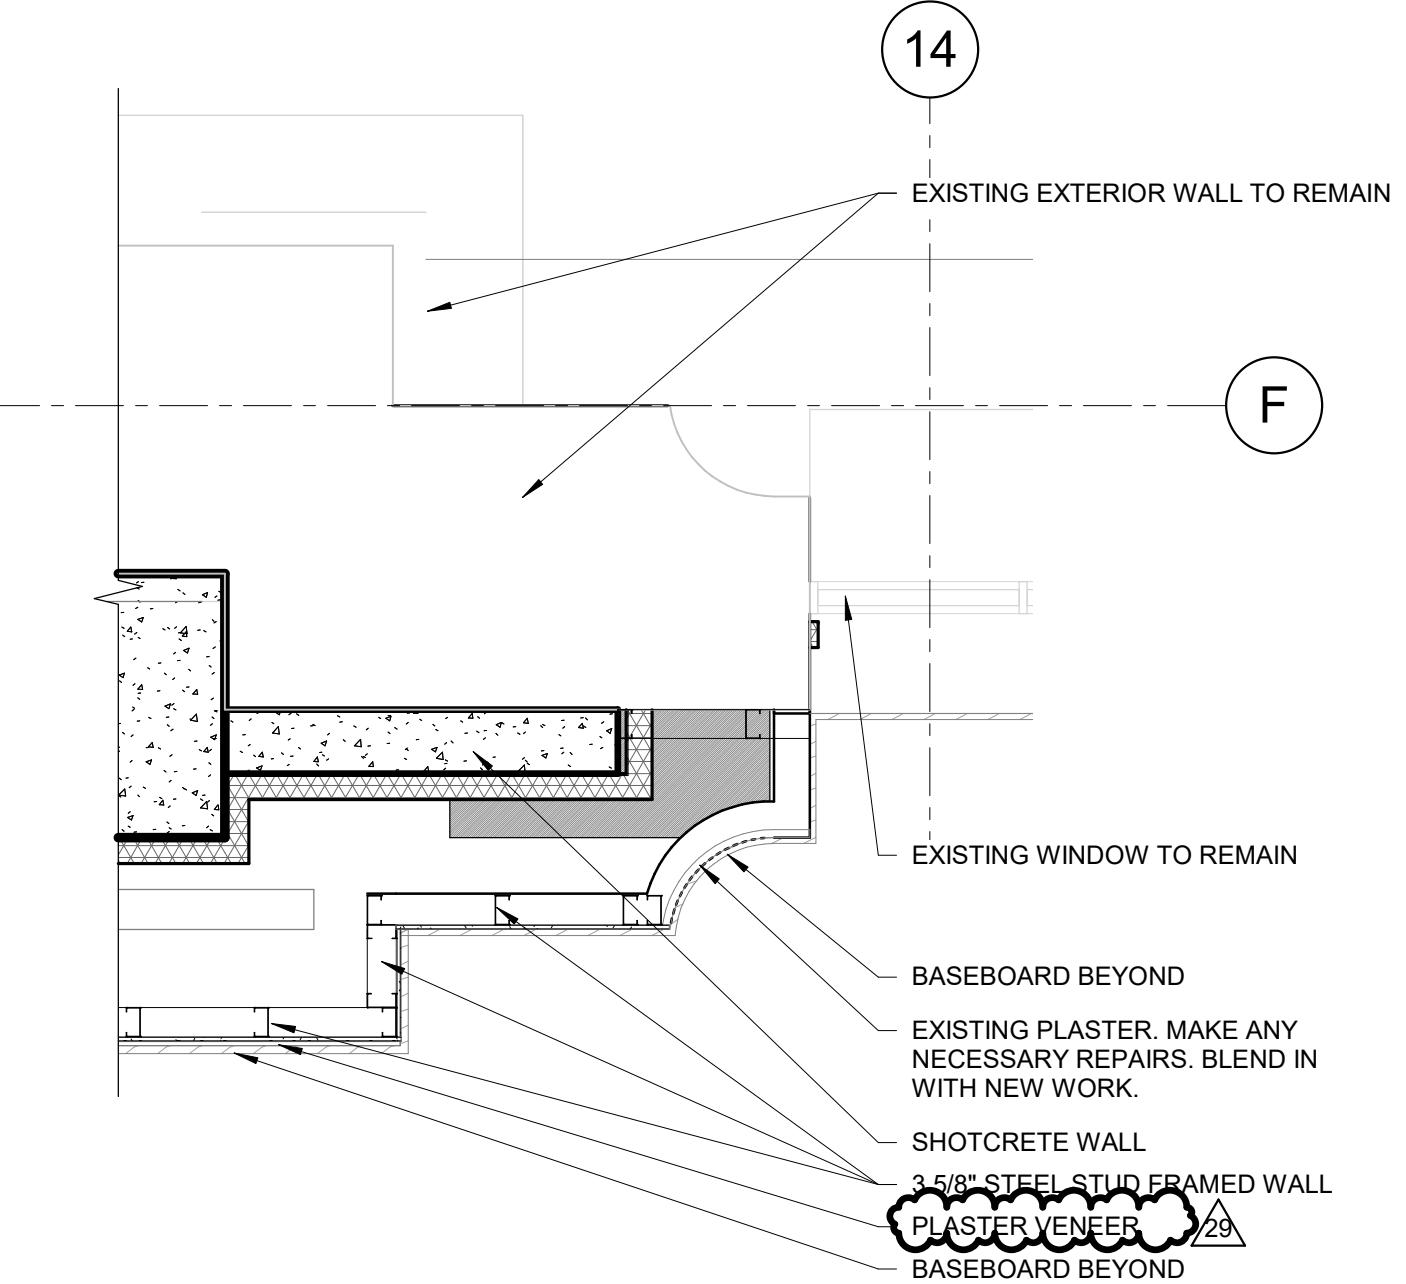 14
EXISTING EXTERIOR WALL TO REMAIN
F
EXISTING WINDOW TO REMAIN
BASEBOARD BEYOND
EXISTING PLASTER. MAKE ANY
NECESSARY REPAIRS. BLEND IN
WITH NEW WORK.
SHOTCRETE WALL
3 5/8" STEEL STUD FRAMED WALL
PLASTER VENEER
29
BASEBOARD BEYOND